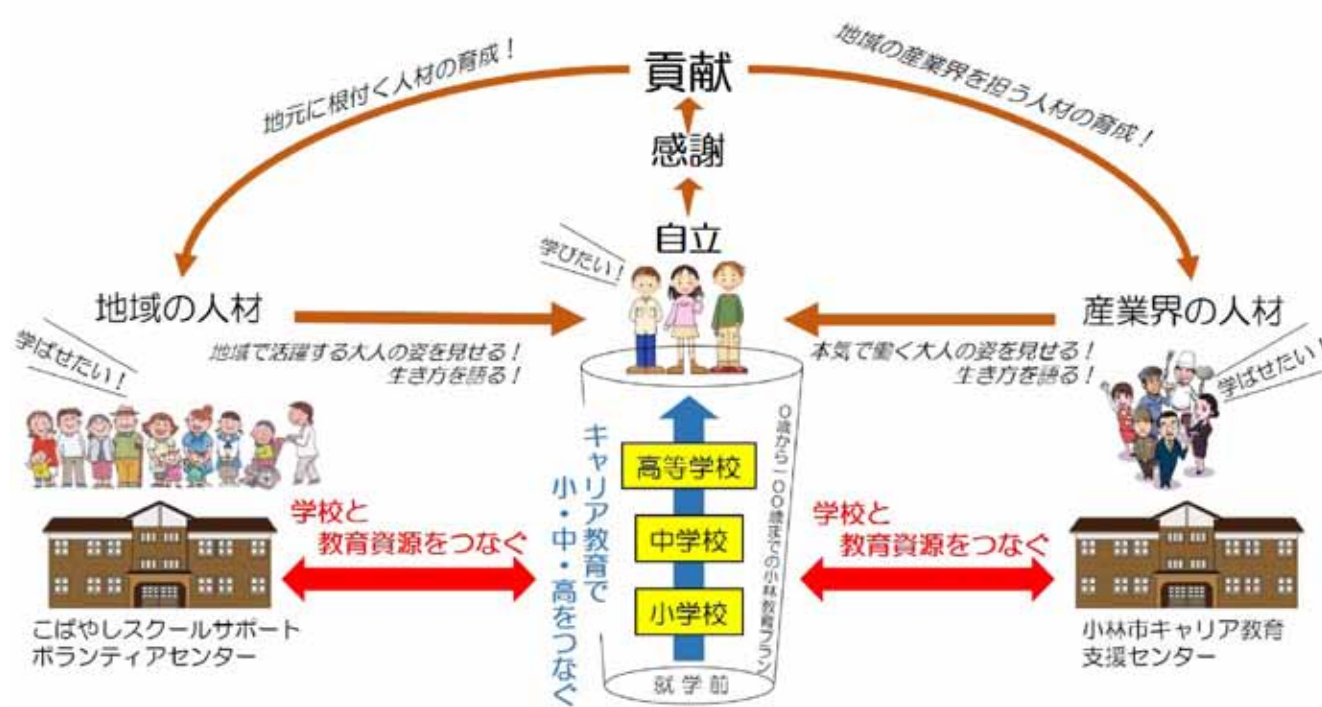 貢献
地元に根付く人材の育成！
地域の産業界を担う人材の育成！
感謝
自立
学びたい！
地域の人材
産業界の人材
学ばせたい！
地域で活躍する大人の姿を見せる！
生き方を語る！
本気で働く大人の姿を見せる！
生き方を語る！
学ばせたい！
キャリア教育で
小・中・高をつなぐ
高等学校
中学校
小学校
就学前
０歳から一〇〇歳までの小林教育プラン
学校と
教育資源をつなぐ
学校と
教育資源をつなぐ
こばやしスクールサポート
ボランティアセンター
小林市キャリア教育
支援センター